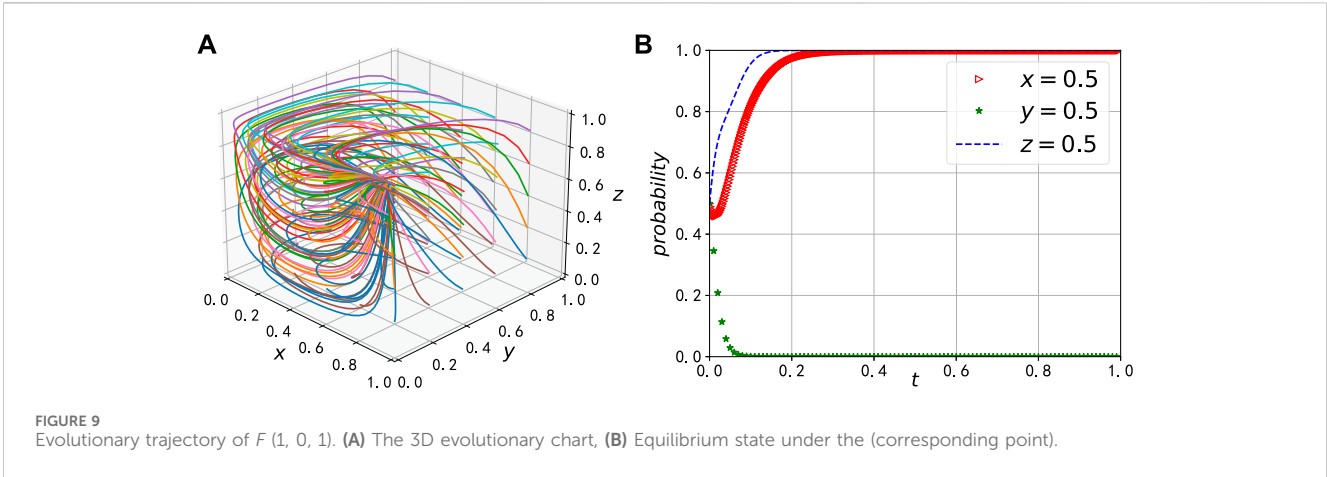 A
1. 0
0. 8
0. 6
z
0. 4
0. 2
0. 0
0. 0
0. 2
0. 4
0. 6
0. 8
1. 0
x
0. 0
0. 2
0. 4
0. 6
0. 8
1. 0
y
B
1. 0
0. 8
0. 6
0. 4
0. 2
0. 0
probability
x = 0.5
y = 0.5
z = 0.5
0. 0
0. 2
0. 4
0. 6
0. 8
1. 0
t
FIGURE 9
Evolutionary trajectory of F (1, 0, 1). (A) The 3D evolutionary chart, (B) Equilibrium state under the (corresponding point).